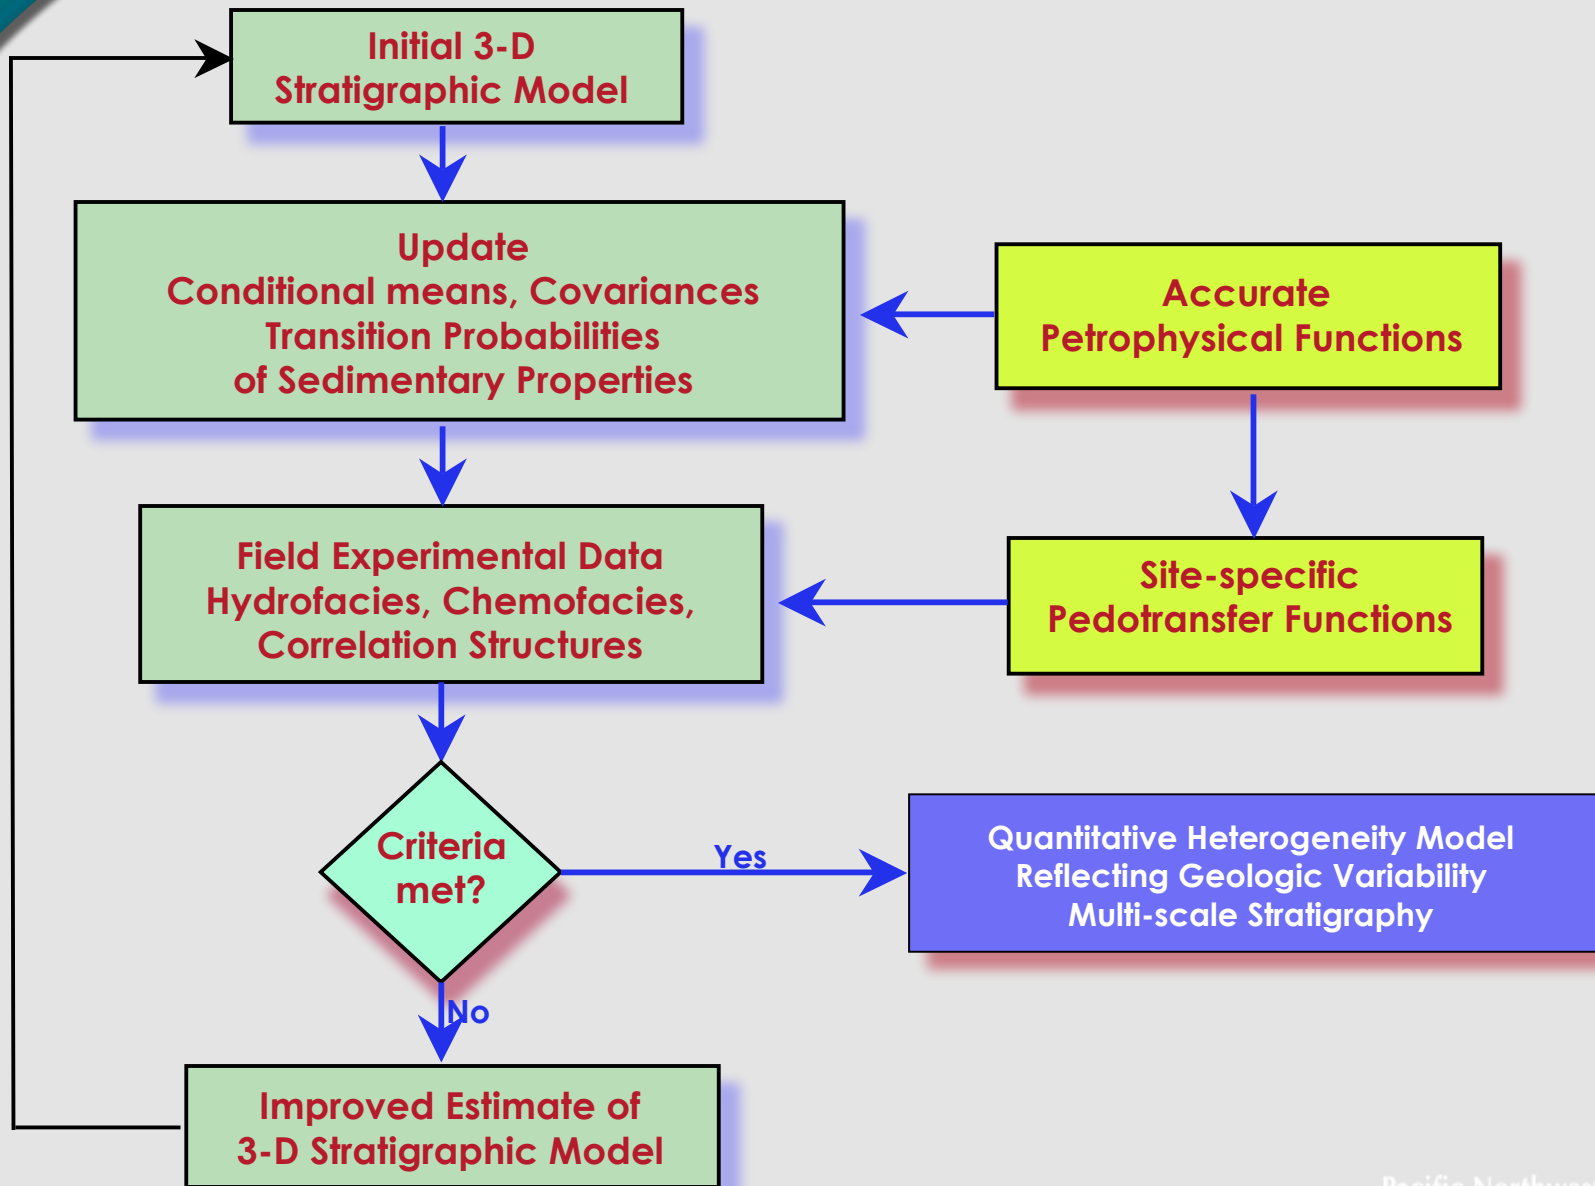 Initial 3-D
Stratigraphic Model
Update
Conditional means, Covariances
Transition Probabilities
of Sedimentary Properties
Accurate
Petrophysical Functions
Field Experimental Data
Hydrofacies, Chemofacies,
Correlation Structures
Site-specific
Pedotransfer Functions
Criteria
met?
Yes
Quantitative Heterogeneity Model
Reflecting Geologic Variability
Multi-scale Stratigraphy
No
Improved Estimate of
3-D Stratigraphic Model